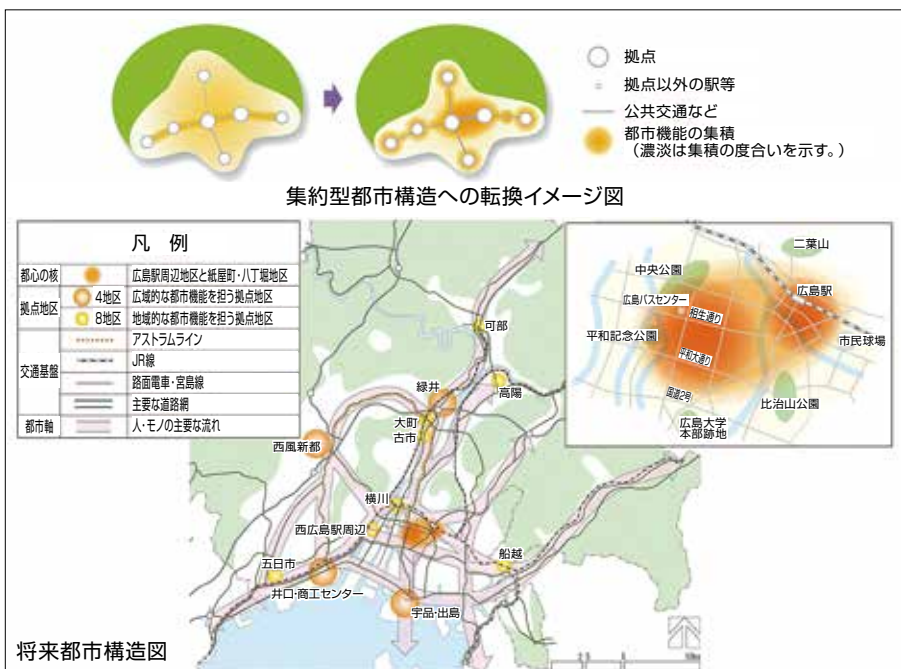 拠点
拠点以外の駅等
公共交通など
都市機能の集積
(濃淡は集積の度合いを示す。)
集約型都市構造への転換イメージ図
凡 例
都心の核 広島駅周辺地区と紙屋町・八丁堀地区
拠点地区 4地区 広域的な都市機能を担う拠点地区
8地区 地域的な都市機能を担う拠点地区
交通基盤 アストラムライン
JR線
路面電車・宮島線
主要な道路網
都市軸 人・モノの主要な流れ
二葉山
中央公園
広島駅
広島バスセンター
相生通り
平和記念公園
市民球場
平和大通り
国道2号
比治山公園
広島大学
本部跡地
可部
緑井
高陽
大町
古市
西風新都
横川
西広島駅周辺
船越
五日市
井口・商工センター
宇品・出島
将来都市構造図